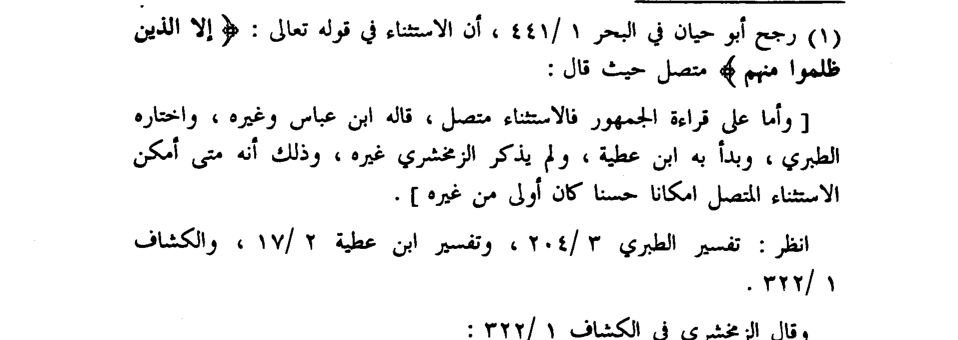 (١) رجح أبو حيان في البحر ١ /٤٤١ ، أن الاستثناء في قوله تعالى : ﴿ إلا الذين
ظلموا منهم ﴾ متصل حيث قال :
[ وأما على قراءة الجمهور فالاستثناء متصل ، قاله ابن عباس وغيره ، واختاره
الطبري ، وبدأ به ابن عطية ، ولم يذكر الزمخشري غيره ، وذلك أنه متى أمكن
الاستثناء المتصل امكانا حسنا كان أولى من غيره ] .
انظر : تفسير الطبري ٣ /٢٠٤ ، وتفسير ابن عطية ٢ /١٧ ، والكشاف
١ /٣٢٢ .
وقال الزمخشري في الكشاف ١ /٣٢٢ :